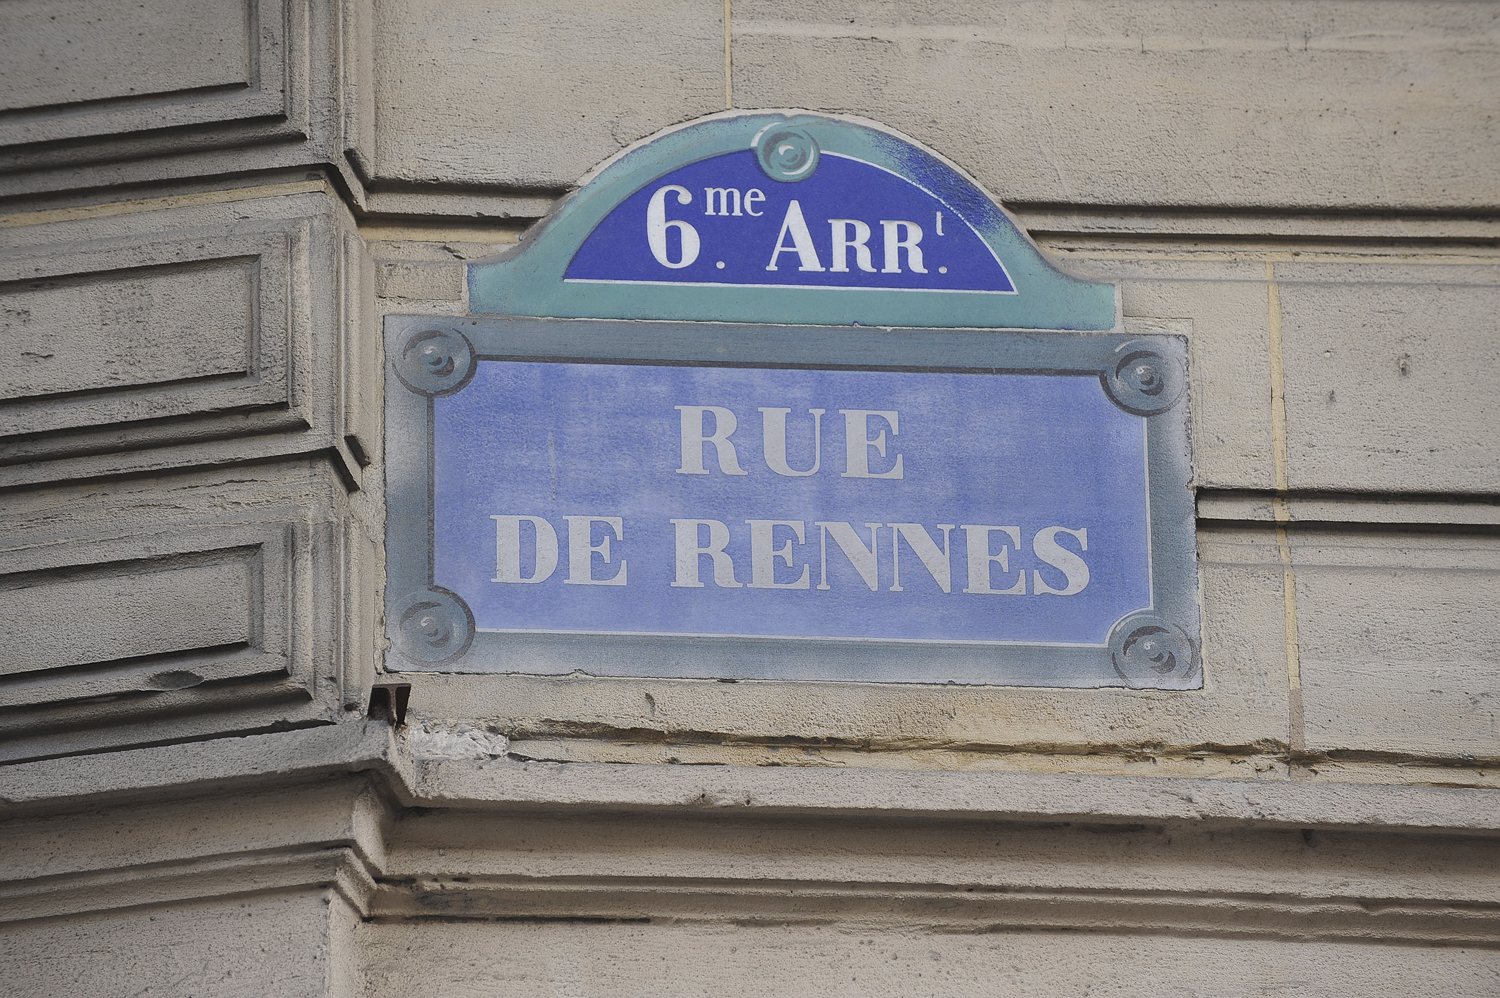 6me. ARRt.
RUE
DE RENNES